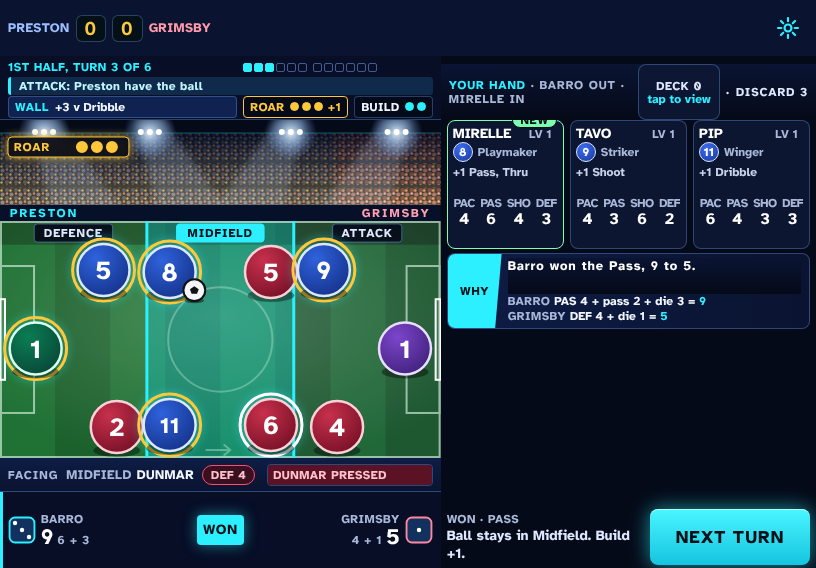 PRESTON 0 0 GRIMSBY
1ST HALF, TURN 3 OF 6
ATTACK: Preston have the ball
WALL +3 v Dribble
ROAR +1
BUILD
ROAR
PRESTON GRIMSBY
DEFENCE MIDFIELD ATTACK
5 8 5 9
1 1
2 11 6 4
FACING MIDFIELD DUNMAR DEF 4 DUNMAR PRESSED
BARRO
9 6 + 3
WON
GRIMSBY
4 + 1 5
YOUR HAND · BARRO OUT ·
MIRELLE IN
DECK 0
tap to view
· DISCARD 3
NEW
MIRELLE LV 1
8 Playmaker
+1 Pass, Thru
PAC PAS SHO DEF
4 6 4 3
TAVO LV 1
9 Striker
+1 Shoot
PAC PAS SHO DEF
4 3 6 2
PIP LV 1
11 Winger
+1 Dribble
PAC PAS SHO DEF
6 4 3 3
WHY
Barro won the Pass, 9 to 5.
BARRO PAS 4 + pass 2 + die 3 = 9
GRIMSBY DEF 4 + die 1 = 5
WON · PASS
Ball stays in Midfield. Build
+1.
NEXT TURN